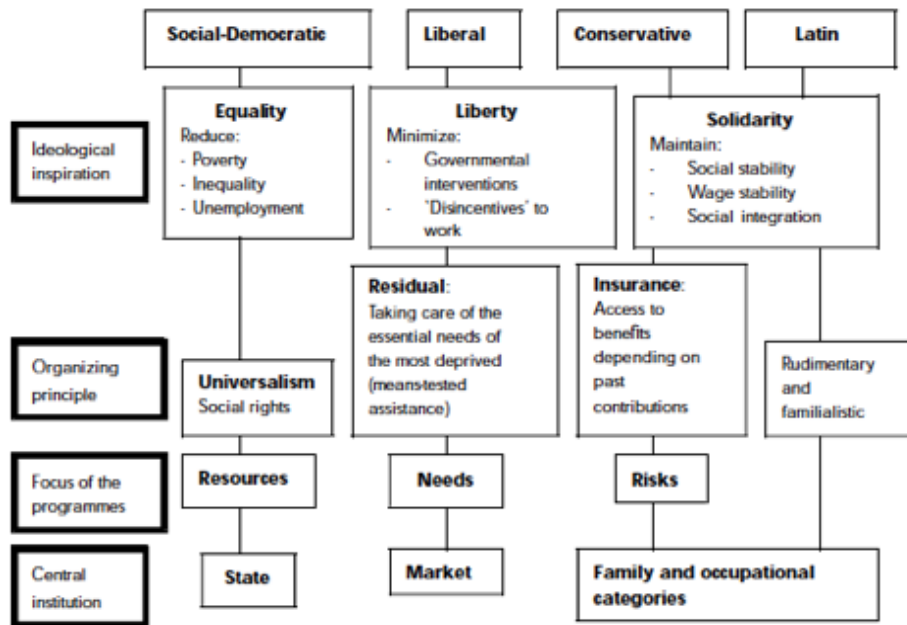 Social-Democratic
Liberal
Conservative
Latin
Ideological
inspiration
Equality
Reduce:
- Poverty
- Inequality
- Unemployment
Liberty
Minimize:
- Governmental
interventions
- `Disincentives' to
work
Solidarity
Maintain:
- Social stability
- Wage stability
- Social integration
Organizing
principle
Universalism
Social rights
Residual:
Taking care of the
essential needs of
the most deprived
(means-tested
assistance)
Insurance:
Access to
benefits
depending on
past
contributions
Rudimentary
and
familialistic
Focus of the
programmes
Resources
Needs
Risks
Central
institution
State
Market
Family and occupational
categories